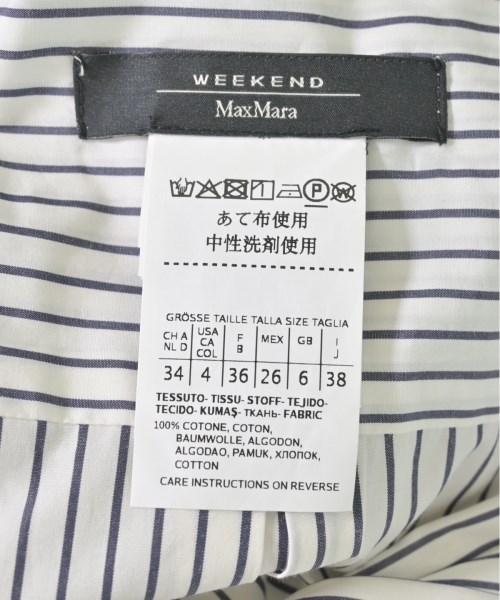 WEEKEND
MaxMara
P W
あて布使用
中性洗剤使用
GRÖSSE TAILLE TALLA SIZE TAGLIA
CH A NL D
USA CA COL
F B
MEX
GB
I J
34 4 36 26 6 38
TESSUTO- TISSU- STOFF- TEJIDO-
TECIDO- KUMAŞ- ТКАНЬ- FABRIC
100% COTONE, COTON,
BAUMWOLLE, ALGODON,
ALGODAO, PAMUK, ХЛОПОК,
COTTON
CARE INSTRUCTIONS ON REVERSE